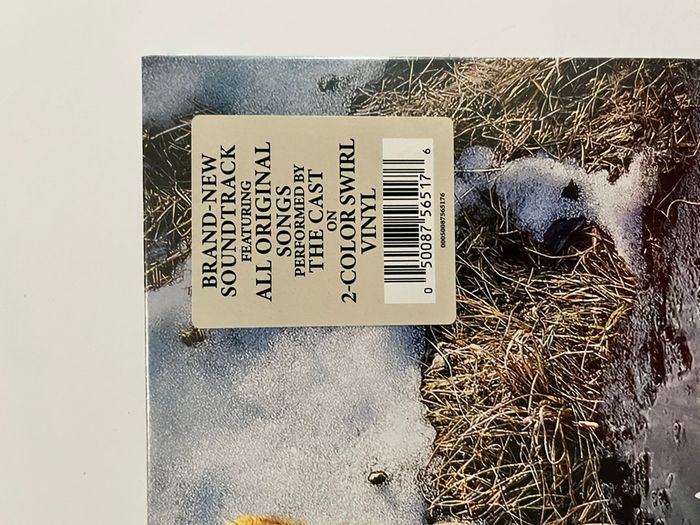 BRAND-NEW
SOUNDTRACK
FEATURING
ALL ORIGINAL
SONGS
PERFORMED BY
THE CAST
ON
2-COLOR SWIRL
VINYL
0 50087 56517 6
00050087565176